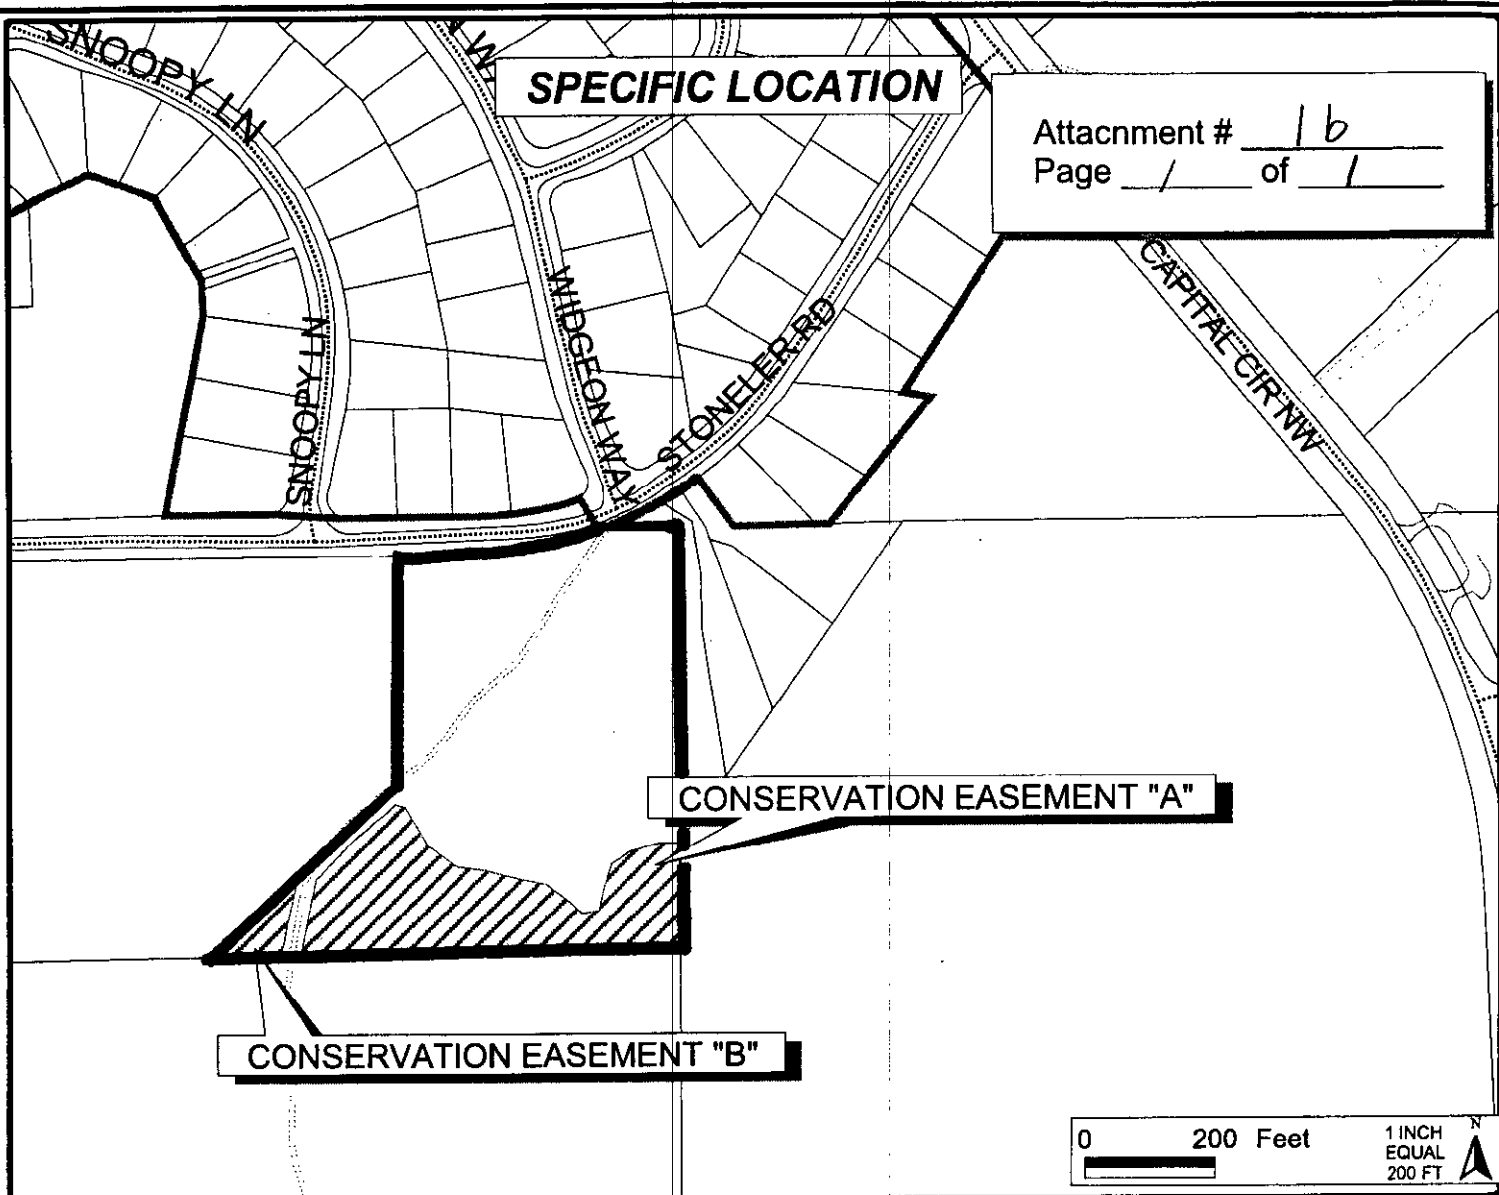 SNOOPY LN
W
SPECIFIC LOCATION
Attacnment # 1b
Page 1 of 1
CAPITAL CIR NW
WIDGEON WAY
STONELER RD
SNOOPY LN
CONSERVATION EASEMENT "A"
CONSERVATION EASEMENT "B"
0 200 Feet
1 INCH
EQUAL
200 FT
N